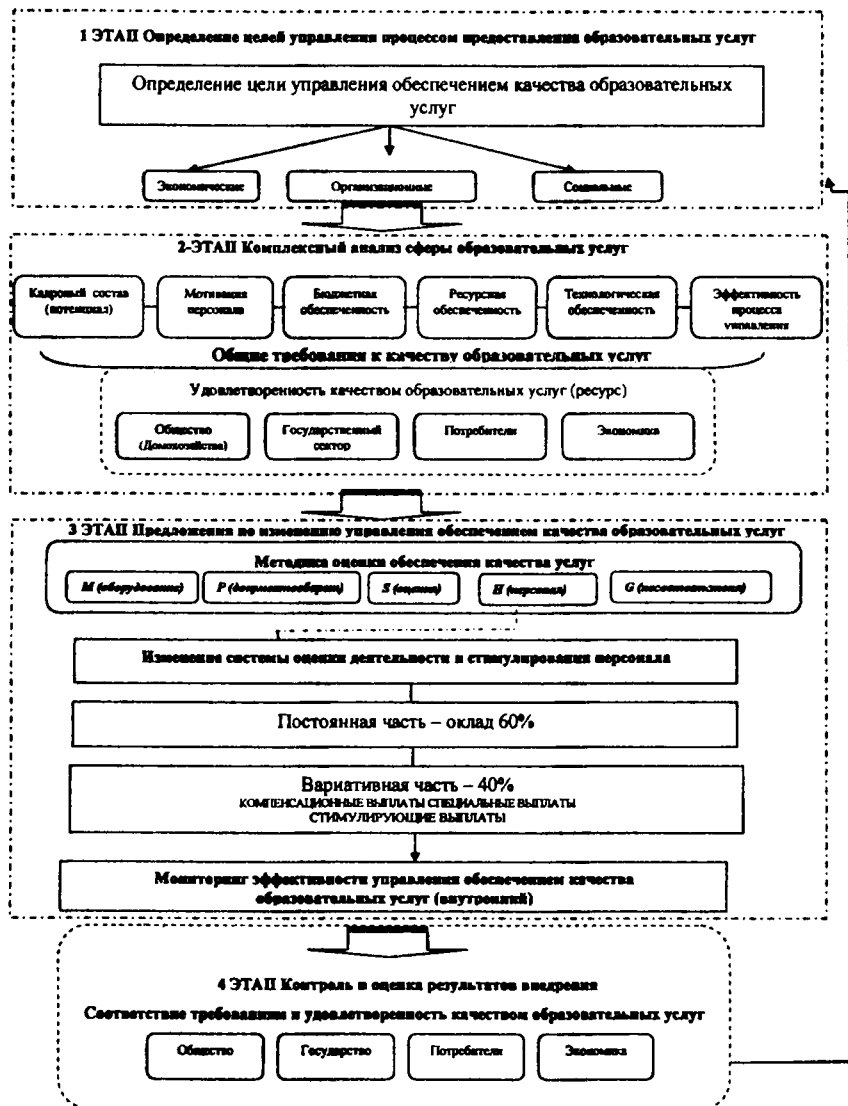 1 ЭТАП Определение целей управления процессом предоставления образовательных услуг
Определение цели управления обеспечением качества образовательных
услуг
Экономические
Организационные
Социальные
2-ЭТАП Комплексный анализ сферы образовательных услуг
Кадровый состав
(потенциал)
Мотивация
персонала
Бюджетная
обеспеченность
Ресурсная
обеспеченность
Технологическая
обеспеченность
Эффективность
процесса
управления
Общие требования к качеству образовательных услуг
Удовлетворенность качеством образовательных услуг (ресурс)
Общество
(Домохозяйства)
Государственный
сектор
Потребители
Экономика
3 ЭТАП Предложения по изменению управления обеспечением качества образовательных услуг
Методика оценки обеспечения качества услуг
M (оборудование)
P (документооборот)
S (оценка)
H (персонал)
G (несоответствия)
Изменение системы оценки деятельности и стимулирования персонала
Постоянная часть – оклад 60%
Вариативная часть – 40%
КОМПЕНСАЦИОННЫЕ ВЫПЛАТЫ СПЕЦИАЛЬНЫЕ ВЫПЛАТЫ
СТИМУЛИРУЮЩИЕ ВЫПЛАТЫ
Мониторинг эффективности управления обеспечением качества
образовательных услуг (внутренний)
4 ЭТАП Контроль и оценка результатов внедрения
Соответствие требованиям и удовлетворенность качеством образовательных услуг
Общество
Государство
Потребители
Экономика